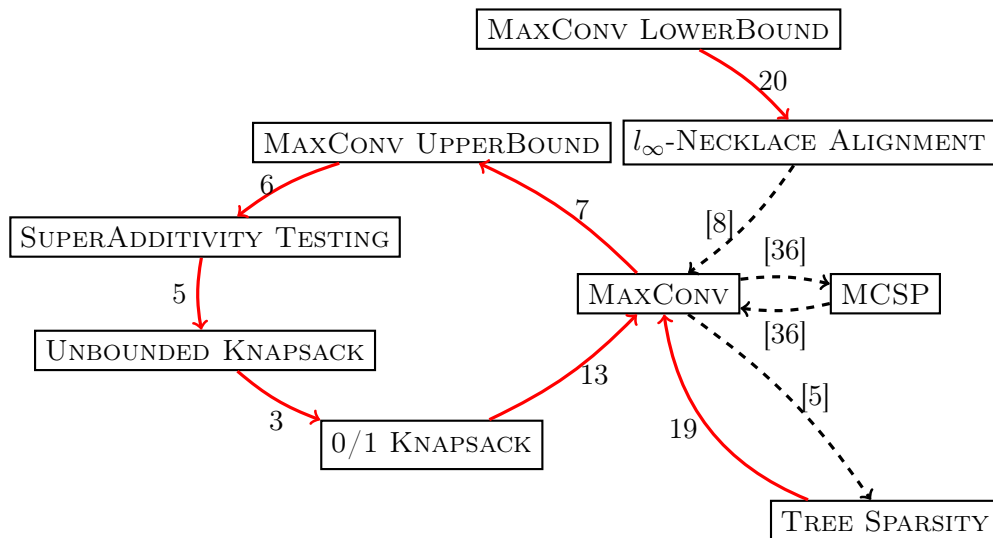 MAXCONV LOWERBOUND
20
MAXCONV UPPERBOUND
l∞-NECKLACE ALIGNMENT
6
7
[8]
SUPERADDITIVITY TESTING
[36]
5
MAXCONV
MCSP
[36]
UNBOUNDED KNAPSACK
13
[5]
3
19
0/1 KNAPSACK
TREE SPARSITY